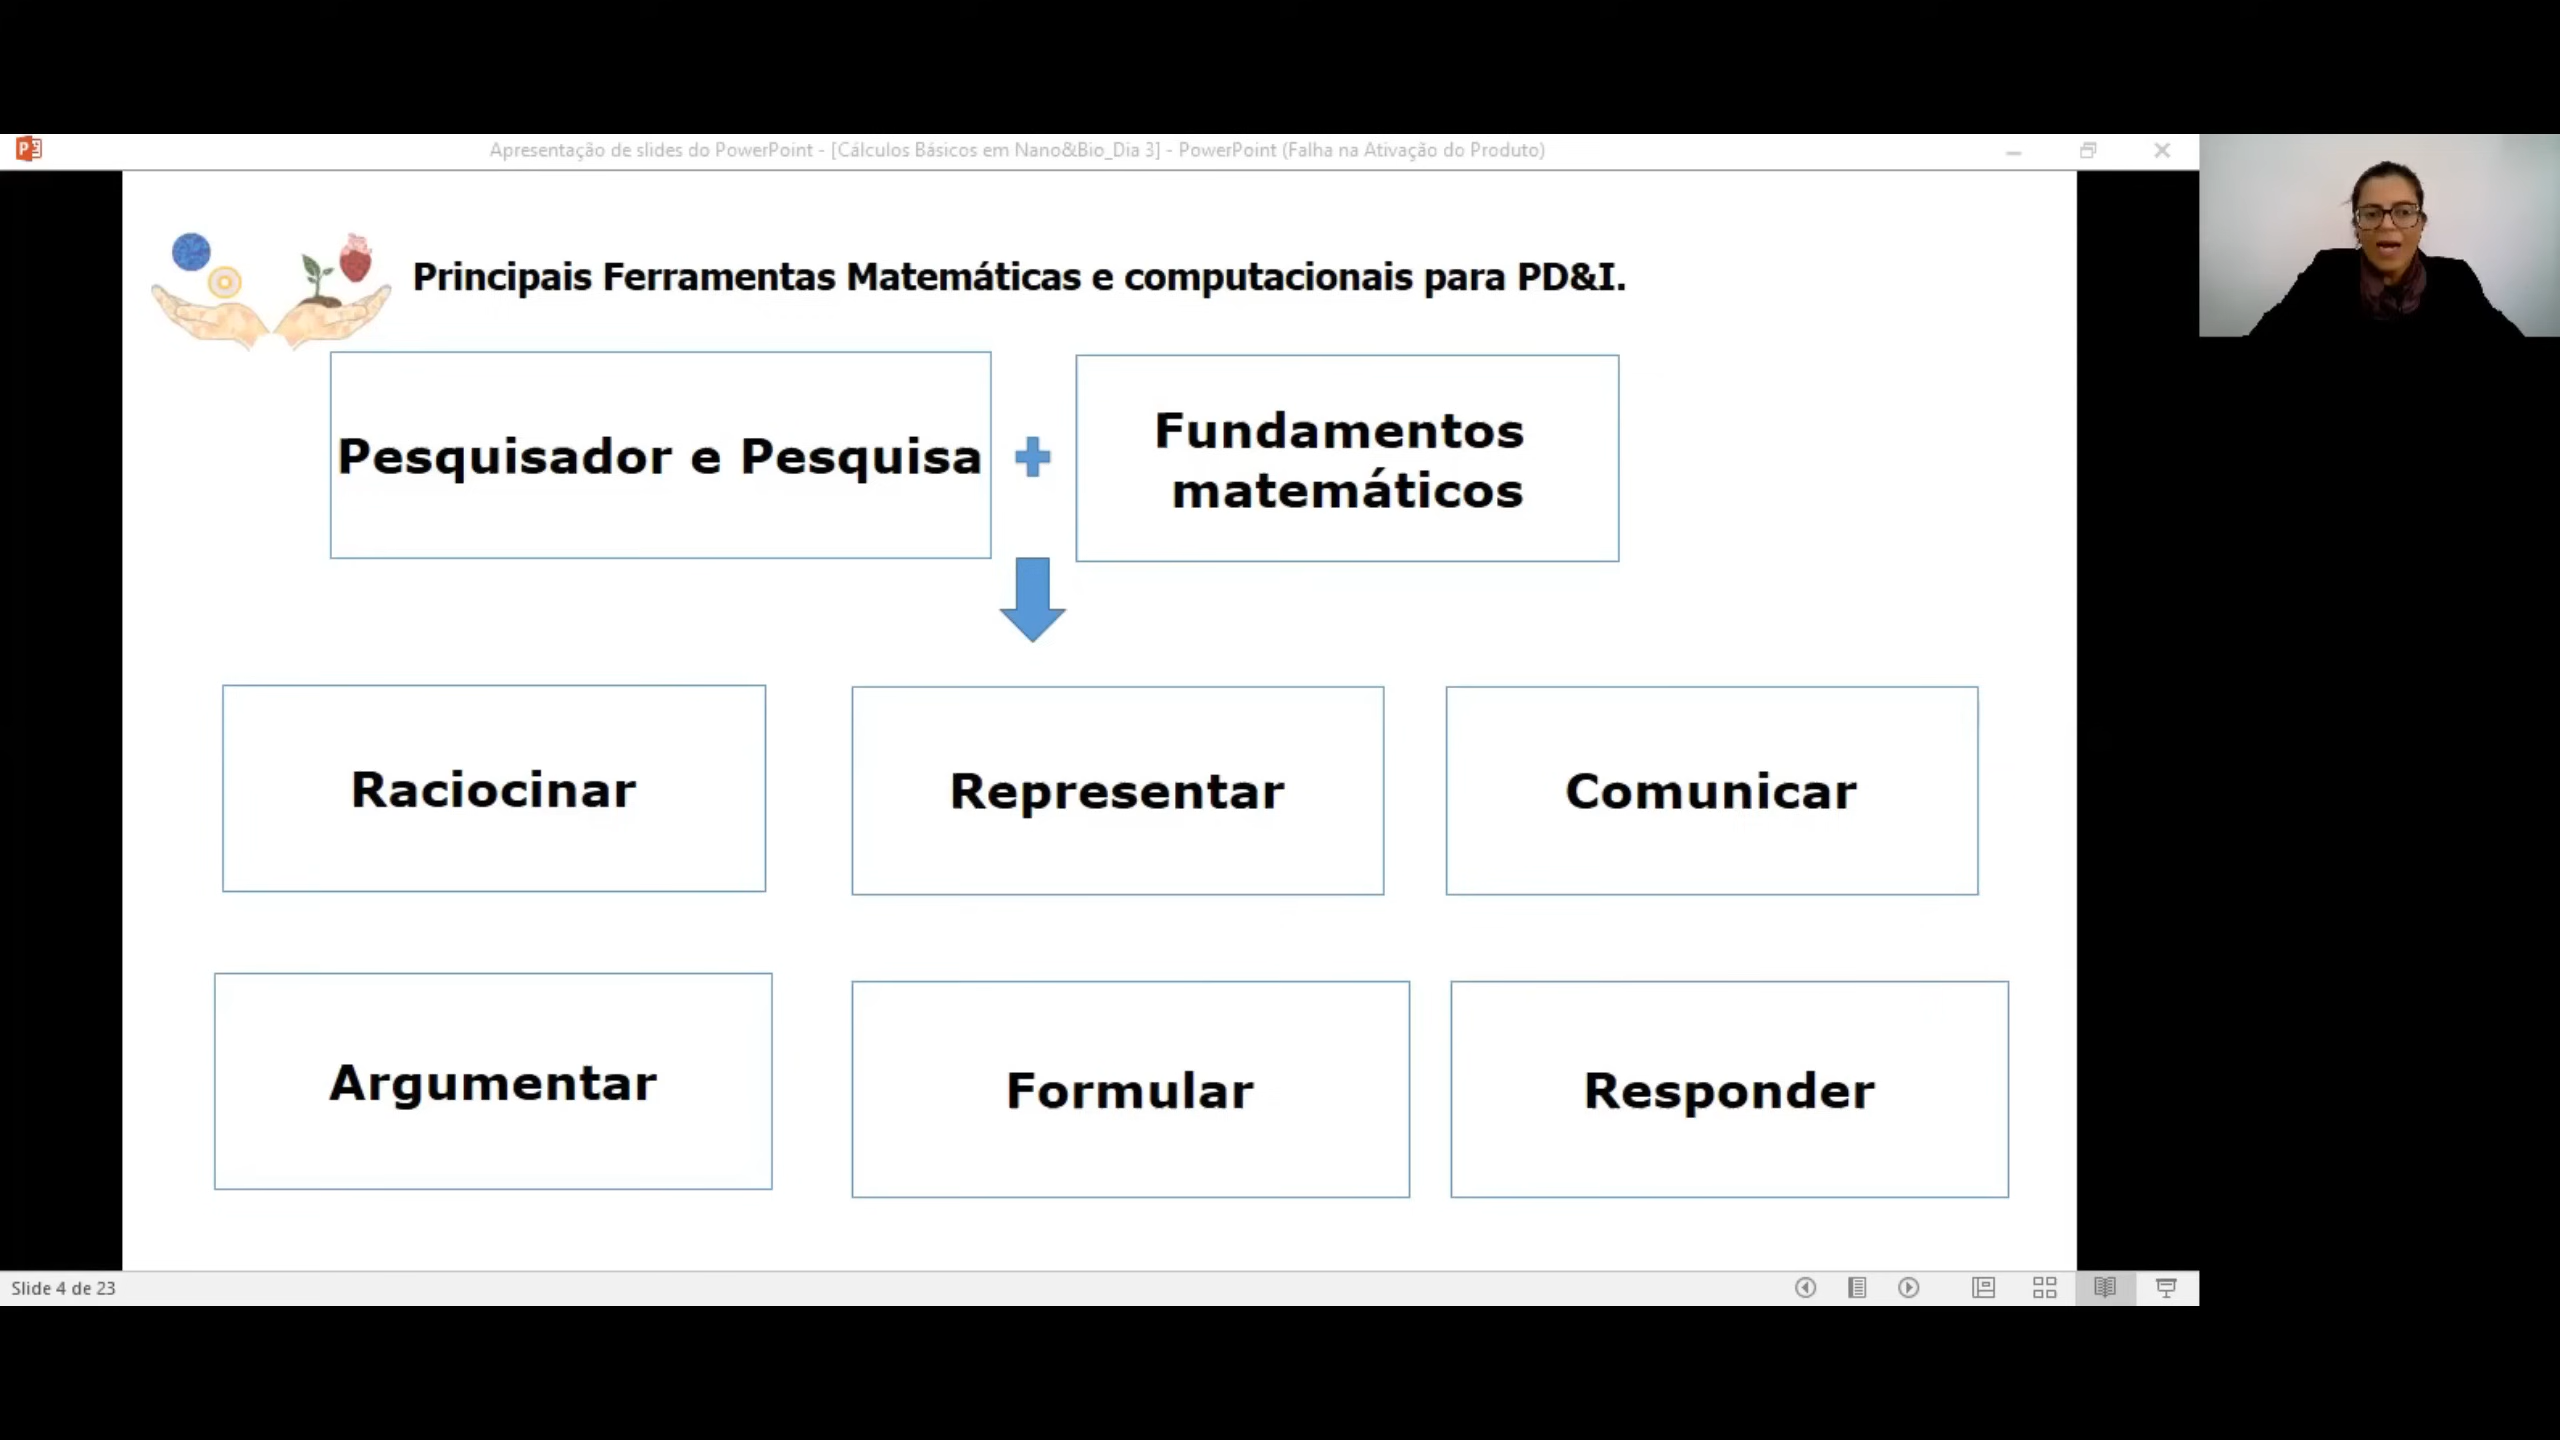 Apresentação de slides do PowerPoint - [Cálculos Básicos em Nano&Bio_Dia 3] - PowerPoint (Falha na Ativação do Produto)
Principais Ferramentas Matemáticas e computacionais para PD&I.
Pesquisador e Pesquisa
Fundamentos
matemáticos
Raciocinar
Representar
Comunicar
Argumentar
Formular
Responder
Slide 4 de 23